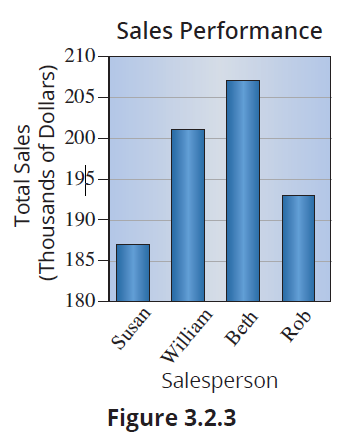 Sales Performance
Total Sales
(Thousands of Dollars)
210
205
200
195
190
185
180
Susan
William
Beth
Rob
Salesperson
Figure 3.2.3